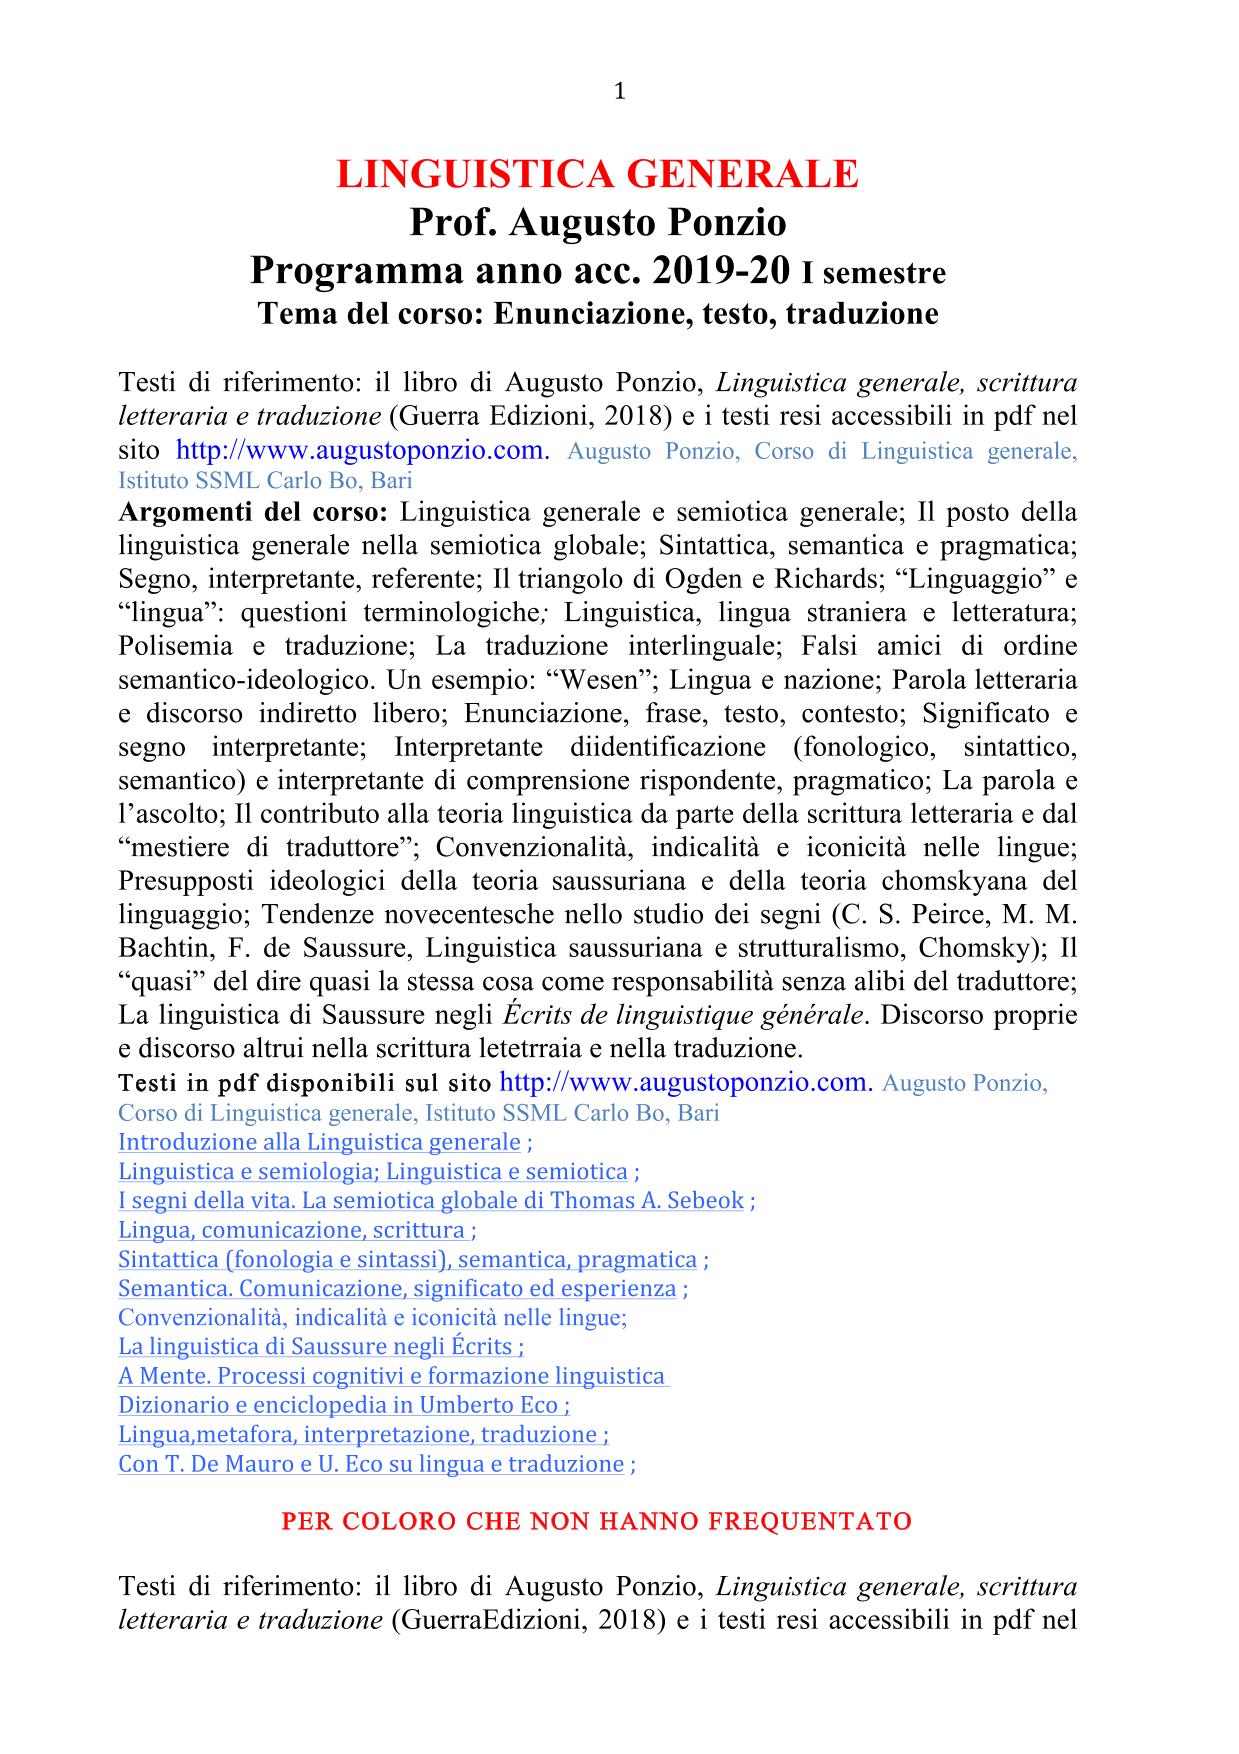 1
LINGUISTICA GENERALE
Prof. Augusto Ponzio
Programma anno acc. 2019-20 I semestre
Tema del corso: Enunciazione, testo, traduzione
Testi di riferimento: il libro di Augusto Ponzio, Linguistica generale, scrittura
letteraria e traduzione (Guerra Edizioni, 2018) e i testi resi accessibili in pdf nel
sito http://www.augustoponzio.com. Augusto Ponzio, Corso di Linguistica generale,
Istituto SSML Carlo Bo, Bari
Argomenti del corso: Linguistica generale e semiotica generale; Il posto della
linguistica generale nella semiotica globale; Sintattica, semantica e pragmatica;
Segno, interpretante, referente; Il triangolo di Ogden e Richards; “Linguaggio” e
“lingua”: questioni terminologiche; Linguistica, lingua straniera e letteratura;
Polisemia e traduzione; La traduzione interlinguale; Falsi amici di ordine
semantico-ideologico. Un esempio: “Wesen”; Lingua e nazione; Parola letteraria
e discorso indiretto libero; Enunciazione, frase, testo, contesto; Significato e
segno interpretante; Interpretante diidentificazione (fonologico, sintattico,
semantico) e interpretante di comprensione rispondente, pragmatico; La parola e
l’ascolto; Il contributo alla teoria linguistica da parte della scrittura letteraria e dal
“mestiere di traduttore”; Convenzionalità, indicalità e iconicità nelle lingue;
Presupposti ideologici della teoria saussuriana e della teoria chomskyana del
linguaggio; Tendenze novecentesche nello studio dei segni (C. S. Peirce, M. M.
Bachtin, F. de Saussure, Linguistica saussuriana e strutturalismo, Chomsky); Il
“quasi” del dire quasi la stessa cosa come responsabilità senza alibi del traduttore;
La linguistica di Saussure negli Écrits de linguistique générale. Discorso proprie
e discorso altrui nella scrittura letetrraia e nella traduzione.
Testi in pdf disponibili sul sito http://www.augustoponzio.com. Augusto Ponzio,
Corso di Linguistica generale, Istituto SSML Carlo Bo, Bari
Introduzione alla Linguistica generale ;
Linguistica e semiologia; Linguistica e semiotica ;
I segni della vita. La semiotica globale di Thomas A. Sebeok ;
Lingua, comunicazione, scrittura ;
Sintattica (fonologia e sintassi), semantica, pragmatica ;
Semantica. Comunicazione, significato ed esperienza ;
Convenzionalità, indicalità e iconicità nelle lingue;
La linguistica di Saussure negli Écrits ;
A Mente. Processi cognitivi e formazione linguistica
Dizionario e enciclopedia in Umberto Eco ;
Lingua,metafora, interpretazione, traduzione ;
Con T. De Mauro e U. Eco su lingua e traduzione ;
PER COLORO CHE NON HANNO FREQUENTATO
Testi di riferimento: il libro di Augusto Ponzio, Linguistica generale, scrittura
letteraria e traduzione (GuerraEdizioni, 2018) e i testi resi accessibili in pdf nel